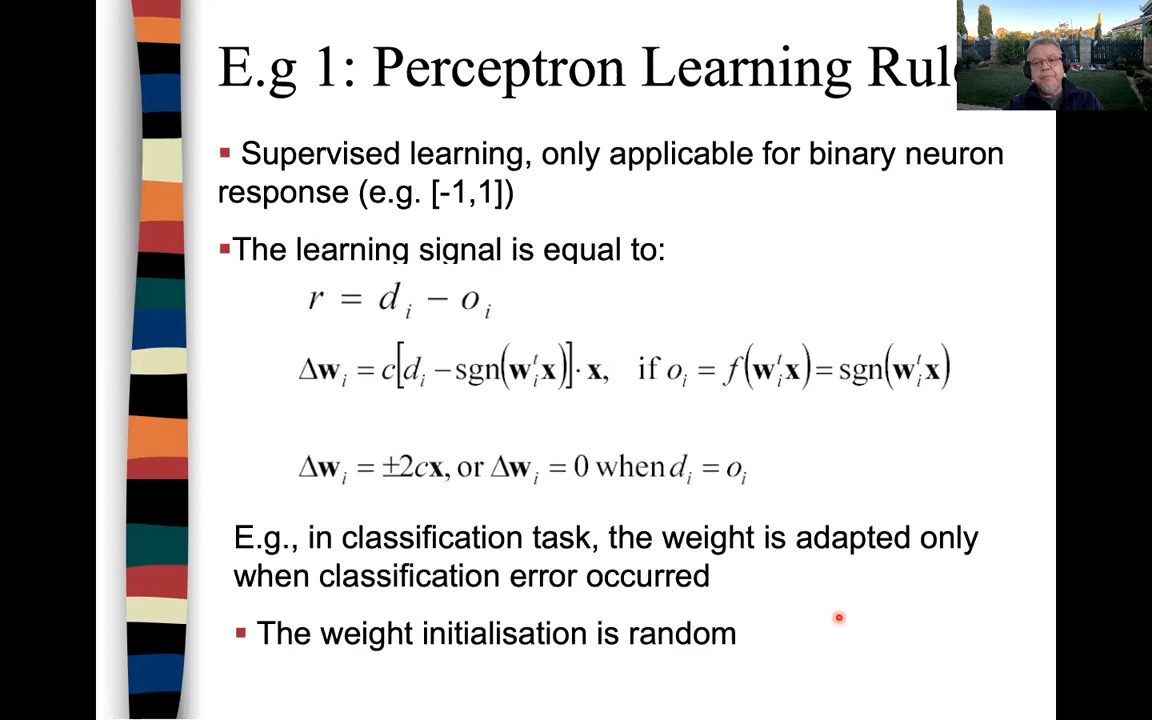 E.g 1: Perceptron Learning Rul
▪ Supervised learning, only applicable for binary neuron
response (e.g. [-1,1])
▪The learning signal is equal to:
r = d_i − o_i
Δw_i = c[d_i − sgn(w_i^t x)] · x, if o_i = f(w_i^t x) = sgn(w_i^t x)
Δw_i = ±2cx, or Δw_i = 0 when d_i = o_i
E.g., in classification task, the weight is adapted only
when classification error occurred
▪ The weight initialisation is random